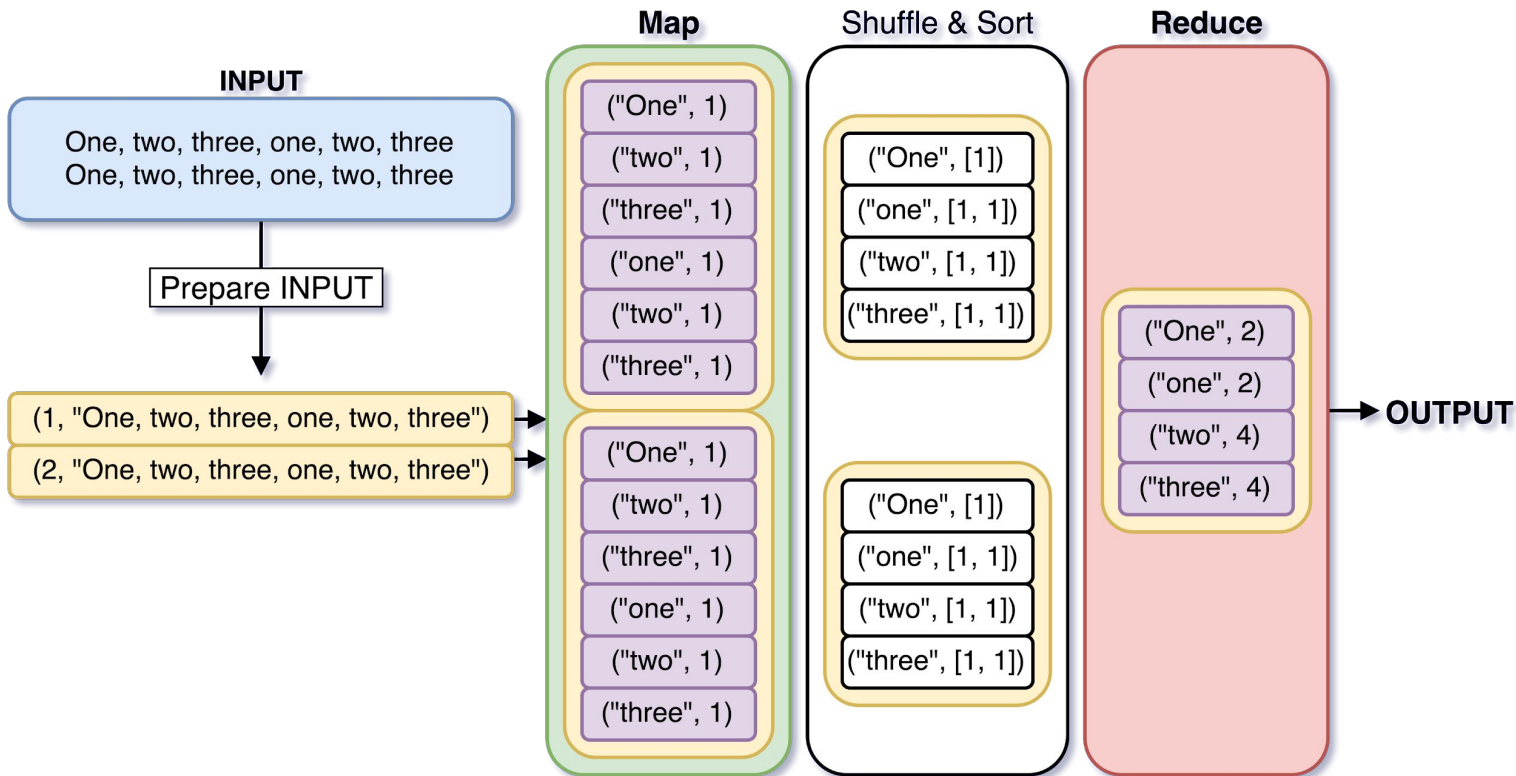 INPUT
One, two, three, one, two, three
One, two, three, one, two, three
Prepare INPUT
(1, "One, two, three, one, two, three")
(2, "One, two, three, one, two, three")
Map
("One", 1)
("two", 1)
("three", 1)
("one", 1)
("two", 1)
("three", 1)
("One", 1)
("two", 1)
("three", 1)
("one", 1)
("two", 1)
("three", 1)
Shuffle & Sort
("One", [1])
("one", [1, 1])
("two", [1, 1])
("three", [1, 1])
("One", [1])
("one", [1, 1])
("two", [1, 1])
("three", [1, 1])
Reduce
("One", 2)
("one", 2)
("two", 4)
("three", 4)
OUTPUT